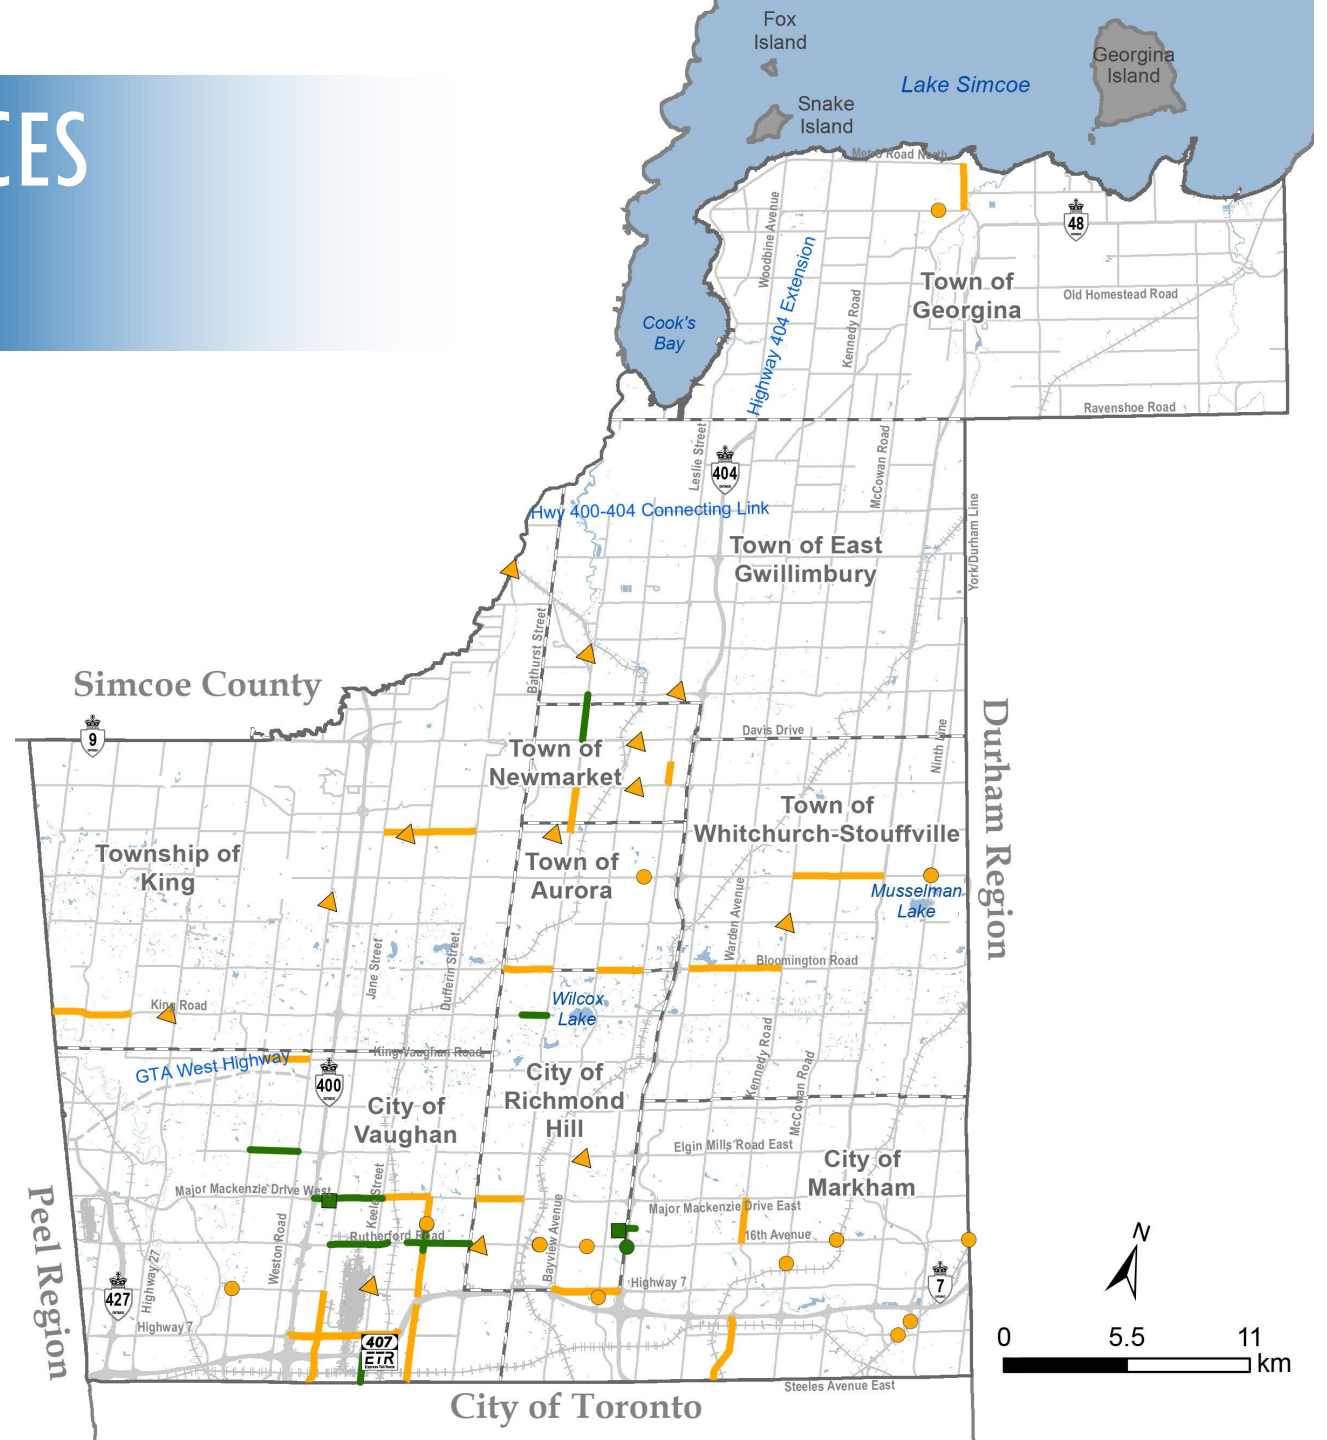 CES
Fox
Island
Georgina
Island
Lake Simcoe
Snake
Island
Metro Road North
48
Woodbine Avenue
Highway 404 Extension
Kennedy Road
Town of
Georgina
Old Homestead Road
Cook's
Bay
Ravenshoe Road
Leslie Street
404
McCowan Road
Hwy 400-404 Connecting Link
York/Durham Line
Town of East
Gwillimbury
Bathurst Street
Simcoe County
9
Davis Drive
Ninth Line
Durham Region
Town of
Newmarket
Town of
Whitchurch-Stouffville
Township of
King
Town of
Aurora
Musselman
Lake
Warden Avenue
Jane Street
Dufferin Street
Bloomington Road
King Road
Wilcox
Lake
King-Vaughan Road
GTA West Highway
400
City of
Richmond
Hill
Kennedy Road
McCowan Road
City of
Vaughan
Elgin Mills Road East
City of
Markham
Major Mackenzie Drive West
Keele Street
Major Mackenzie Drive East
Peel Region
Weston Road
Rutherford Road
Bayview Avenue
16th Avenue
Highway 27
Highway 7
427
7
Highway 7
407
ETR
Express Toll Route
Steeles Avenue East
City of Toronto
N
0 5.5 11
km